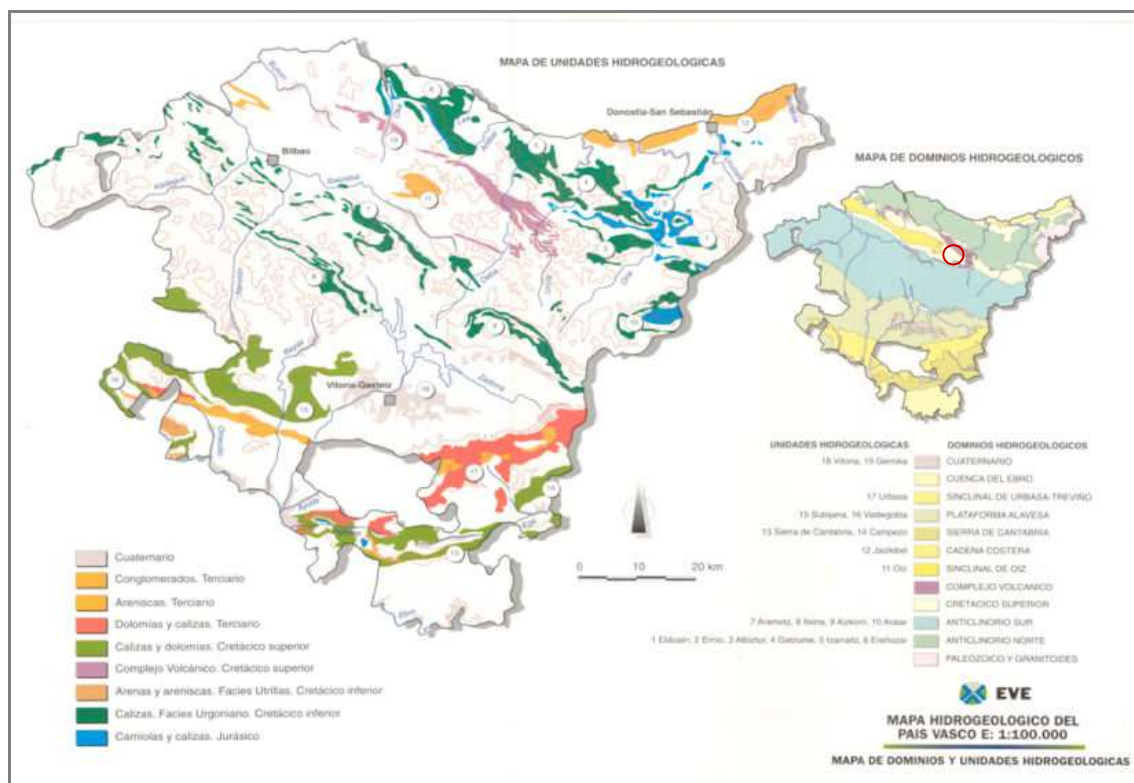 MAPA DE UNIDADES HIDROGEOLOGICAS
Donostia-San Sebastián
Bilbao
MAPA DE DOMINIOS HIDROGEOLOGICOS
Deba
Zadorra
Vitoria-Gasteiz
Ebro
0 10 20 km
Cuaternario
Conglomerados. Terciario
Areniscas. Terciario
Dolomías y calizas. Terciario
Calizas y dolomías. Cretácico superior
Complejo Volcánico. Cretácico superior
Arenas y areniscas. Facies Utrillas. Cretácico inferior
Calizas. Facies Urgoniano. Cretácico inferior
Carniolas y calizas. Jurásico
UNIDADES HIDROGEOLOGICAS DOMINIOS HIDROGEOLOGICOS
18 Vitoria, 19 Gernika CUATERNARIO
CUENCA DEL EBRO
17 Urbasa SINCLINAL DE URBASA-TREVIÑO
15 Subijana, 16 Valdegobia PLATAFORMA ALAVESA
13 Sierra de Cantabria, 14 Campezo SIERRA DE CANTABRIA
12 Jaizkibel CADENA COSTERA
11 Oiz SINCLINAL DE OIZ
COMPLEJO VOLCANICO
CRETACICO SUPERIOR
7 Aramotz, 8 Itxina, 9 Aizkorri, 10 Aralar ANTICLINORIO SUR
1 Elduain, 2 Ernio, 3 Albiztur, 4 Gatzume, 5 Izarraitz, 6 Ereñozar ANTICLINORIO NORTE
PALEOZOICO Y GRANITOIDES
EVE
MAPA HIDROGEOLOGICO DEL
PAIS VASCO E: 1:100.000
MAPA DE DOMINIOS Y UNIDADES HIDROGEOLOGICAS